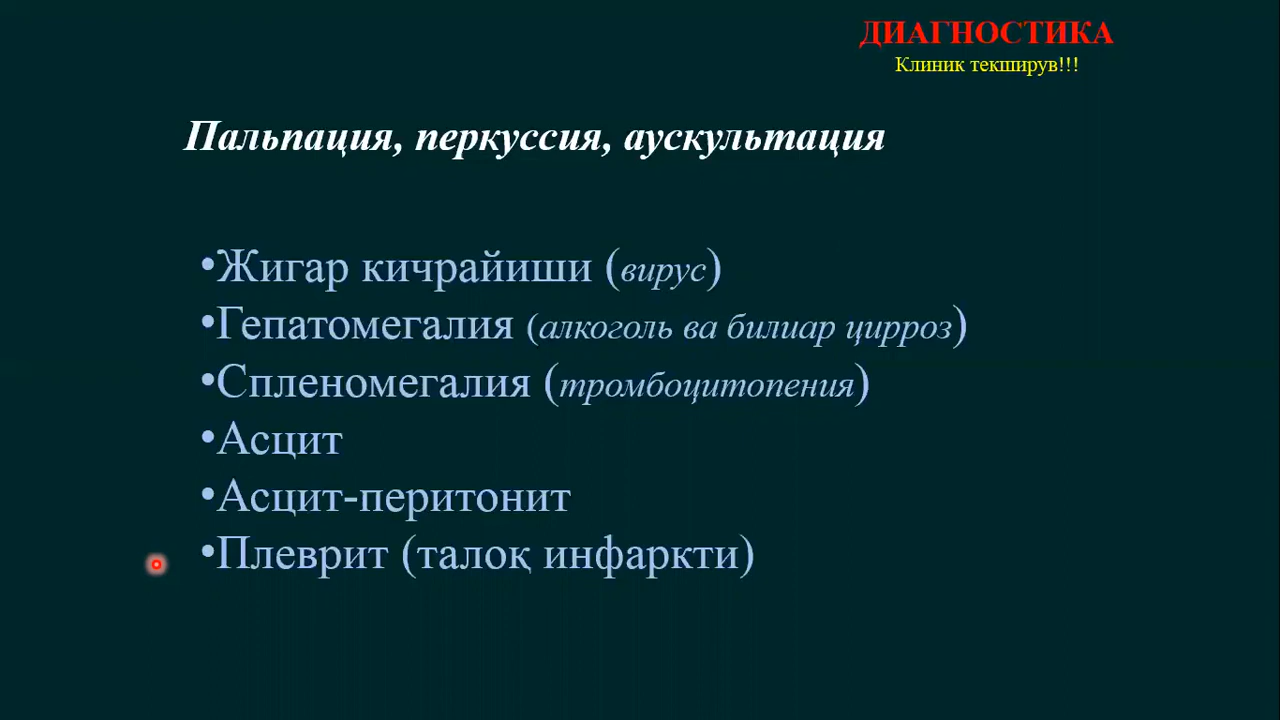 ДИАГНОСТИКА
Клиник текширув!!!
Пальпация, перкуссия, аускультация
•Жигар кичрайиши (вирус)
•Гепатомегалия (алкоголь ва билиар цирроз)
•Спленомегалия (тромбоцитопения)
•Асцит
•Асцит-перитонит
•Плеврит (талоқ инфаркти)